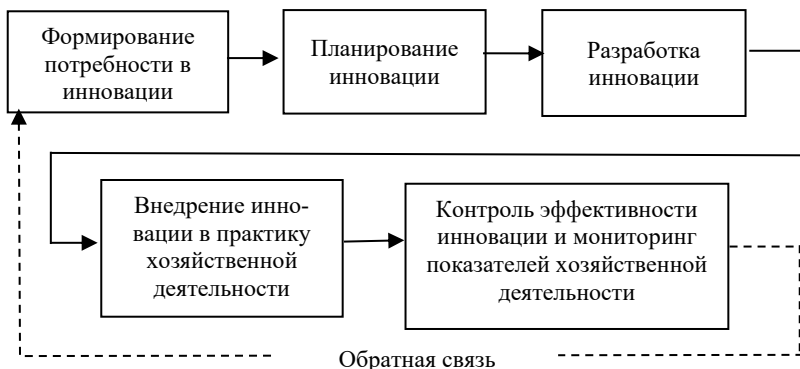 Формирование
потребности в
инновации
Планирование
инновации
Разработка
инновации
Внедрение инно-
вации в практику
хозяйственной
деятельности
Контроль эффективности
инновации и мониторинг
показателей хозяйственной
деятельности
Обратная связь